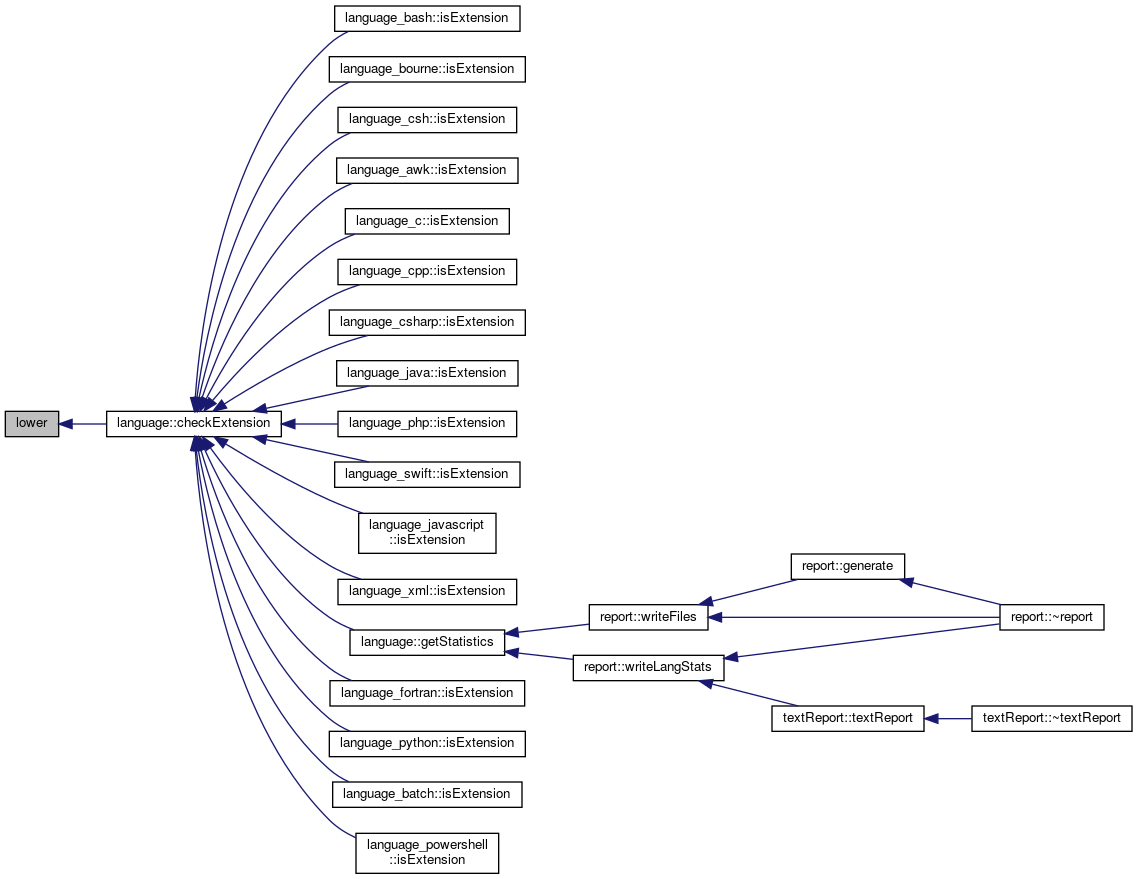 language_bash::isExtension
language_bourne::isExtension
language_csh::isExtension
language_awk::isExtension
language_c::isExtension
language_cpp::isExtension
language_csharp::isExtension
language_java::isExtension
lower
language::checkExtension
language_php::isExtension
language_swift::isExtension
language_javascript
::isExtension
language_xml::isExtension
language::getStatistics
report::writeFiles
report::generate
report::~report
report::writeLangStats
textReport::textReport
textReport::~textReport
language_fortran::isExtension
language_python::isExtension
language_batch::isExtension
language_powershell
::isExtension